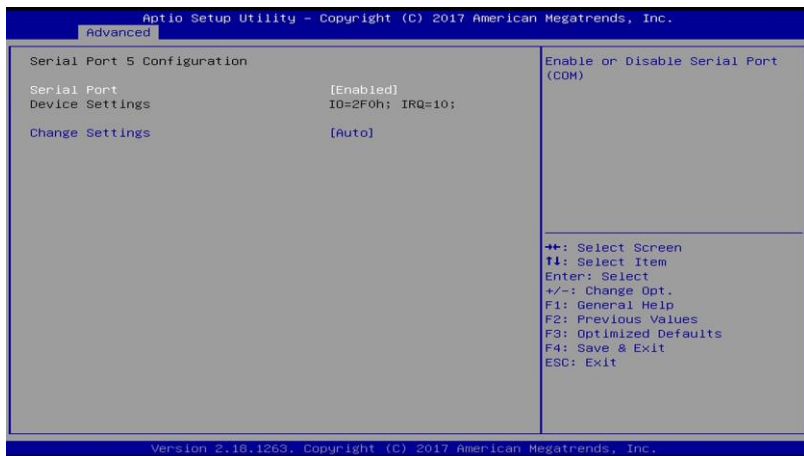 Aptio Setup Utility – Copyright (C) 2017 American Megatrends, Inc.
Advanced
Serial Port 5 Configuration
Serial Port [Enabled]
Device Settings IO=2F0h; IRQ=10;
Change Settings [Auto]
Enable or Disable Serial Port
(COM)
→←: Select Screen
↑↓: Select Item
Enter: Select
+/-: Change Opt.
F1: General Help
F2: Previous Values
F3: Optimized Defaults
F4: Save & Exit
ESC: Exit
Version 2.18.1263. Copyright (C) 2017 American Megatrends, Inc.